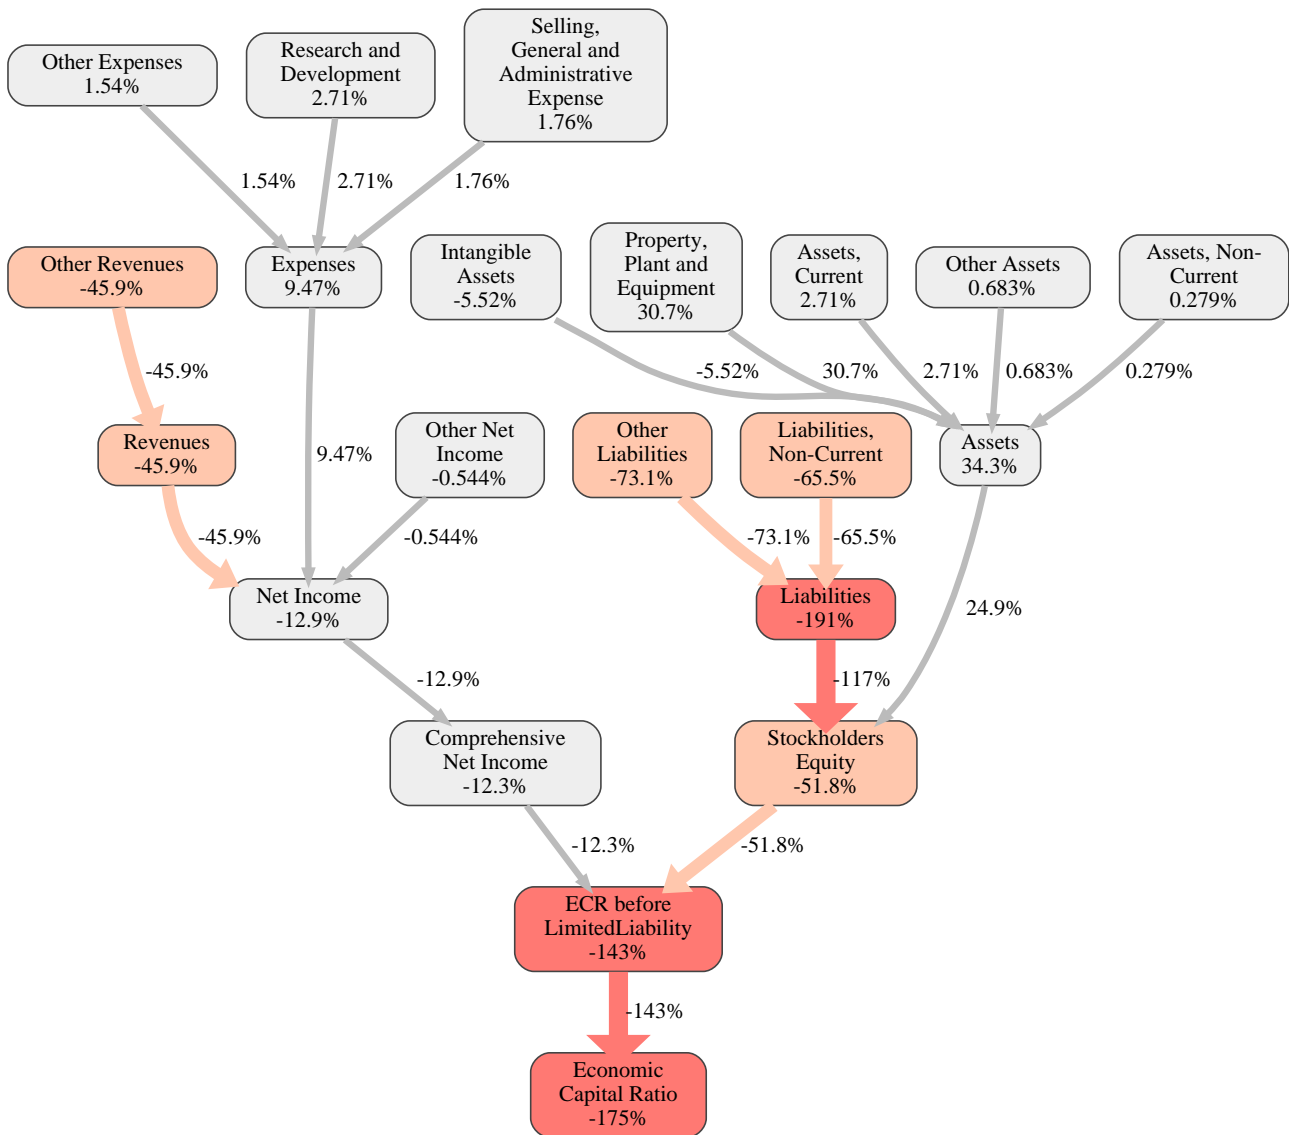 Other Expenses
1.54%
Research and
Development
2.71%
Selling,
General and
Administrative
Expense
1.76%
1.54%
2.71%
1.76%
Other Revenues
-45.9%
Expenses
9.47%
Intangible
Assets
-5.52%
Property,
Plant and
Equipment
30.7%
Assets,
Current
2.71%
Other Assets
0.683%
Assets, Non-
Current
0.279%
-45.9%
-5.52%
30.7%
2.71%
0.683%
0.279%
Revenues
-45.9%
9.47%
Other Net
Income
-0.544%
Other
Liabilities
-73.1%
Liabilities,
Non-Current
-65.5%
Assets
34.3%
-45.9%
-0.544%
-73.1%
-65.5%
Net Income
-12.9%
Liabilities
-191%
24.9%
-12.9%
-117%
Comprehensive
Net Income
-12.3%
Stockholders
Equity
-51.8%
-12.3%
-51.8%
ECR before
LimitedLiability
-143%
-143%
Economic
Capital Ratio
-175%